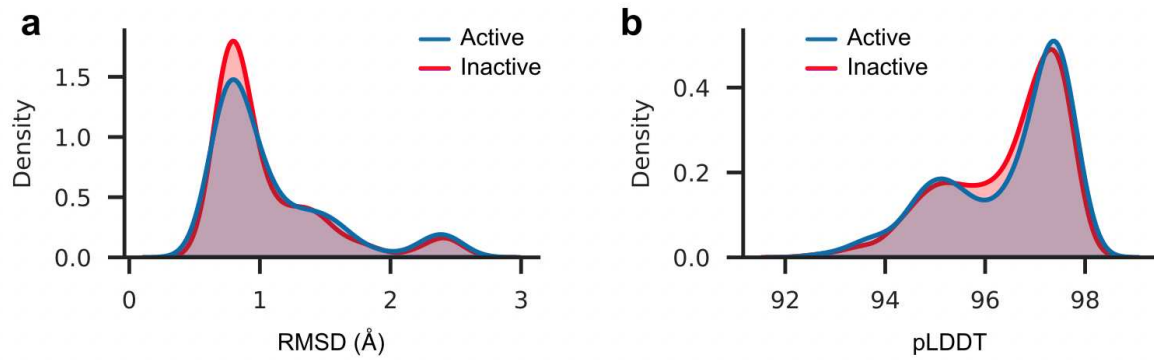 a
Active
Inactive
Density
1.5
1.0
0.5
0.0
0 1 2 3
RMSD (Å)
b
Active
Inactive
Density
0.4
0.2
0.0
92 94 96 98
pLDDT